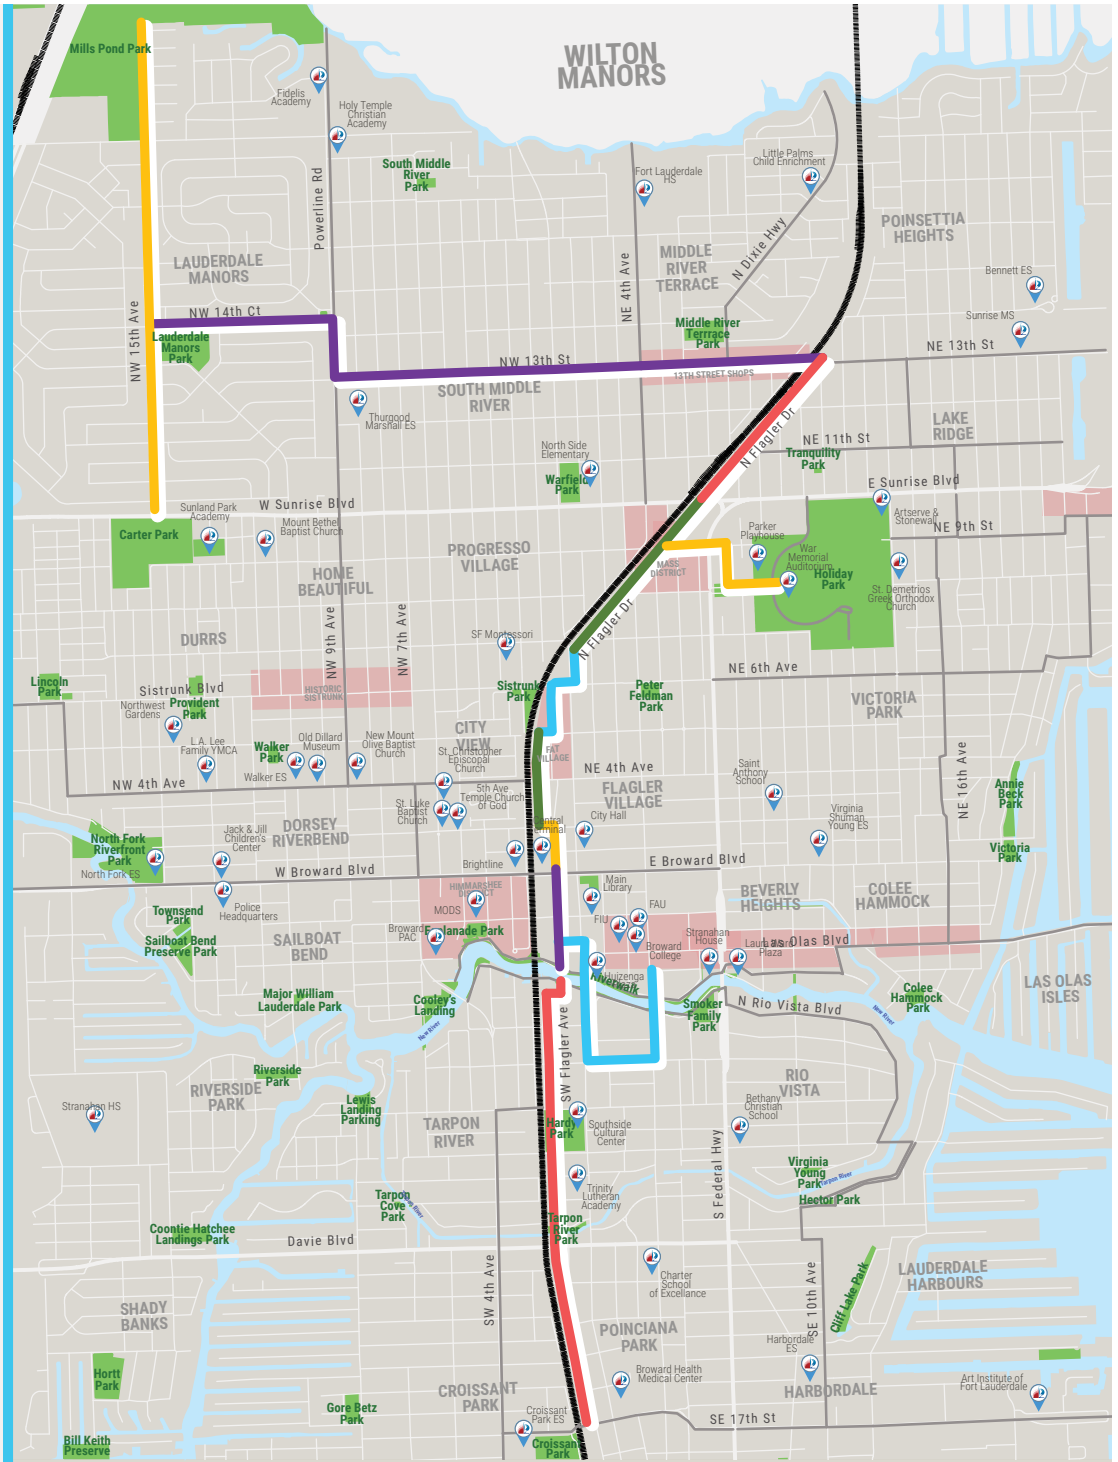 WILTON
MANORS
Mills Pond Park
Fidelis
Academy
Holy Temple
Christian
Academy
South Middle
River
Park
Powerline Rd
Fort Lauderdale
HS
Little Palms
Child Enrichment
POINSETTIA
HEIGHTS
LAUDERDALE
MANORS
MIDDLE
RIVER
TERRACE
N Dixie Hwy
NE 4th Ave
Bennett ES
Sunrise MS
NW 15th Ave
NW 14th Ct
Lauderdale
Manors
Park
Middle River
Terrrace
Park
NE 13th St
NW 13th St
13TH STREET SHOPS
SOUTH MIDDLE
RIVER
Thurgood
Marshall ES
N Flagler Dr
LAKE
RIDGE
NE 11th St
Tranquility
Park
North Side
Elementary
Warfield
Park
E Sunrise Blvd
W Sunrise Blvd
Sunland Park
Academy
Mount Bethel
Baptist Church
Carter Park
Artserve &
Stonewall
NE 9th St
Parker
Playhouse
War
Memorial
Auditorium
Holiday
Park
St. Demetrios
Greek Orthodox
Church
PROGRESSO
VILLAGE
MASS
DISTRICT
HOME
BEAUTIFUL
NW 9th Ave
NW 7th Ave
N Flagler Dr
DURRS
SF Montessori
NE 6th Ave
Lincoln
Park
Sistrunk Blvd
Provident
Park
HISTORIC
SISTRUNK
Sistrunk
Park
Peter
Feldman
Park
VICTORIA
PARK
Northwest
Gardens
L.A. Lee
Family YMCA
Walker
Park
Old Dillard
Museum
New Mount
Olive Baptist
Church
CITY
VIEW
St. Christopher
Episcopal
Church
FAT
VILLAGE
Walker ES
NW 4th Ave
NE 4th Ave
FLAGLER
VILLAGE
Saint
Anthony
School
NE 16th Ave
Annie
Beck
Park
5th Ave
Temple Church
of God
St. Luke
Baptist
Church
Central
Terminal
City Hall
Virginia
Shuman
Young ES
Victoria
Park
DORSEY
RIVERBEND
Jack & Jill
Children's
Center
North Fork
Riverfront
Park
North Fork ES
W Broward Blvd
Brightline
E Broward Blvd
Police
Headquarters
HIMMARSHEE
DISTRICT
MODS
Main
Library
BEVERLY
HEIGHTS
COLEE
HAMMOCK
Townsend
Park
Sailboat Bend
Preserve Park
SAILBOAT
BEND
Broward
PAC
Esplanade Park
FIU
FAU
Broward
College
Stranahan
House
Las Olas Blvd
Laura Ward
Plaza
Huizenga
Riverwalk
Major William
Lauderdale Park
Cooley's
Landing
New River
Smoker
Family
Park
N Rio Vista Blvd
New River
Colee
Hammock
Park
LAS OLAS
ISLES
SW Flagler Ave
Riverside
Park
RIVERSIDE
PARK
Lewis
Landing
Parking
TARPON
RIVER
RIO
VISTA
Stranahan HS
Hardy
Park
Southside
Cultural
Center
Bethany
Christian
School
S Federal Hwy
Trinity
Lutheran
Academy
Virginia
Young
Park
Tarpon River
Hector Park
Tarpon
Cove
Park
Tarpon
River
Park
Coontie Hatchee
Landings Park
Davie Blvd
Charter
School
of Excellance
SW 4th Ave
SE 10th Ave
Cliff Lake Park
LAUDERDALE
HARBOURS
SHADY
BANKS
POINCIANA
PARK
Harbordale
ES
Hortt
Park
Broward Health
Medical Center
HARBORDALE
Art Institute of
Fort Lauderdale
CROISSANT
PARK
Gore Betz
Park
Croissant
Park ES
SE 17th St
Bill Keith
Preserve
Croissant
Park